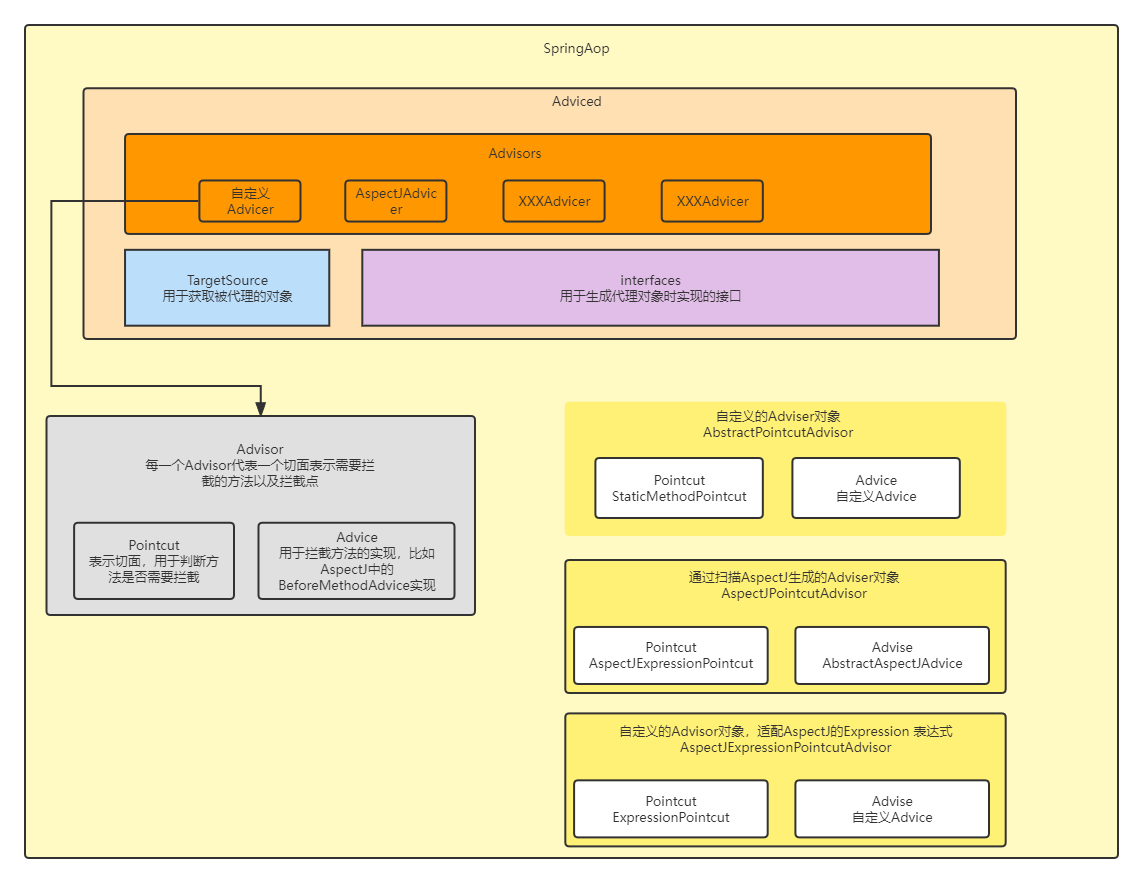 SpringAop
Adviced
Advisors
自定义
Advicer
AspectJAdvic
er
XXXAdvicer
XXXAdvicer
TargetSource
用于获取被代理的对象
interfaces
用于生成代理对象时实现的接口
Advisor
每一个Advisor代表一个切面表示需要拦
截的方法以及拦截点
Pointcut
表示切面，用于判断方
法是否需要拦截
Advice
用于拦截方法的实现，比如
AspectJ中的
BeforeMethodAdvice实现
自定义的Adviser对象
AbstractPointcutAdvisor
Pointcut
StaticMethodPointcut
Advice
自定义Advice
通过扫描AspectJ生成的Adviser对象
AspectJPointcutAdvisor
Pointcut
AspectJExpressionPointcut
Advise
AbstractAspectJAdvice
自定义的Advisor对象，适配AspectJ的Expression 表达式
AspectJExpressionPointcutAdvisor
Pointcut
ExpressionPointcut
Advise
自定义Advice